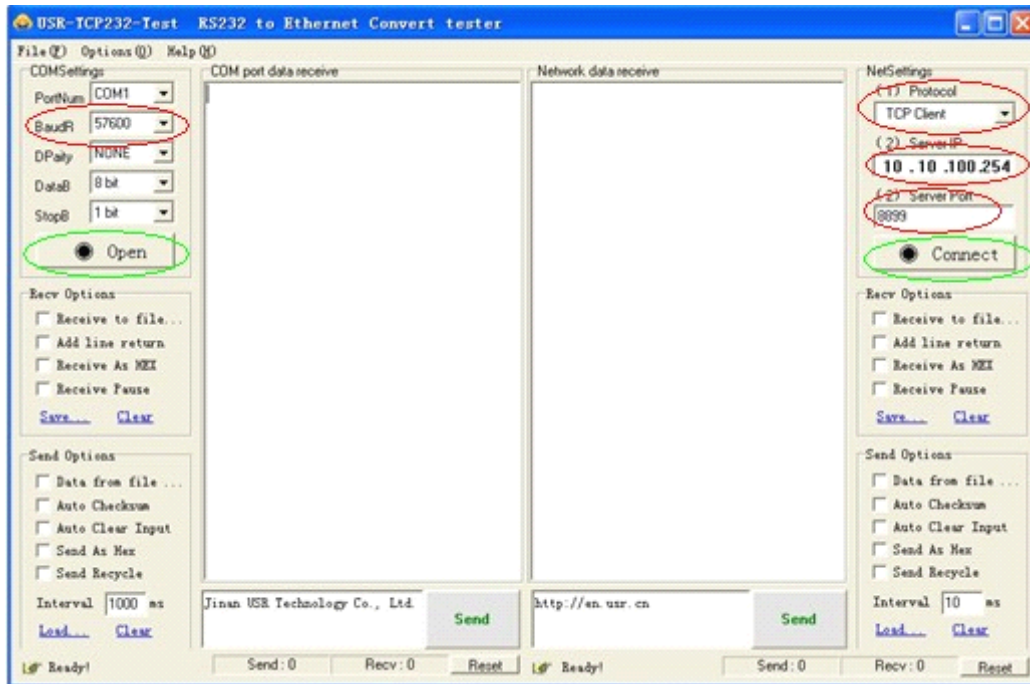 USR-TCP232-Test RS232 to Ethernet Convert tester
File(F) Options(O) Help(H)
COMSettings
PortNum COM1
BaudR 57600
DPaity NONE
DataB 8 bit
StopB 1 bit
Open
Recv Options
Receive to file...
Add line return
Receive As HEX
Receive Pause
Save... Clear
Send Options
Data from file ...
Auto Checksum
Auto Clear Input
Send As Hex
Send Recycle
Interval 1000 ms
Load... Clear
COM port data receive
Jinan USR Technology Co., Ltd.
Send
Network data receive
http://en.usr.cn
Send
NetSettings
(1) Protocol
TCP Client
(2) Server IP
10 . 10 .100.254
(2) Server Port
8899
Connect
Recv Options
Receive to file...
Add line return
Receive As HEX
Receive Pause
Save... Clear
Send Options
Data from file ...
Auto Checksum
Auto Clear Input
Send As Hex
Send Recycle
Interval 10 ms
Load... Clear
Ready! Send : 0 Recv : 0 Reset
Ready! Send : 0 Recv : 0 Reset